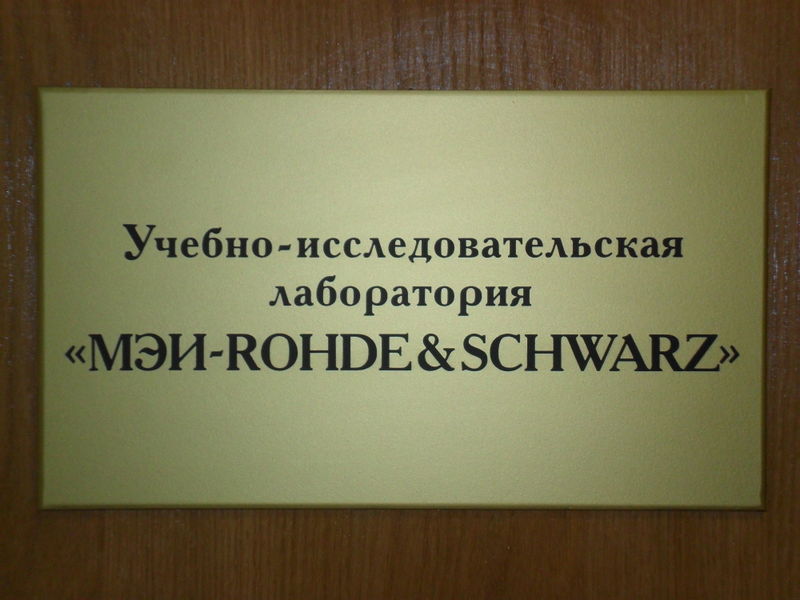 Учебно-исследовательская
лаборатория
«МЭИ-ROHDE&SCHWARZ»